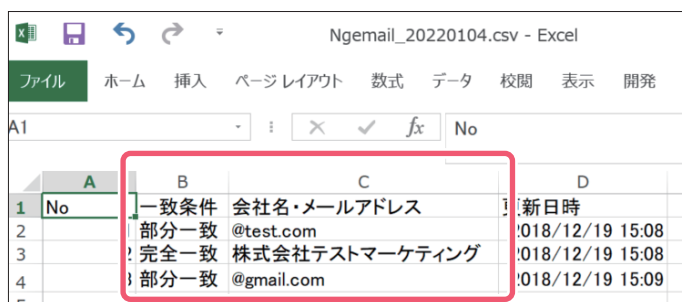 Ngemail_20220104.csv - Excel
ファイル ホーム 挿入 ページ レイアウト 数式 データ 校閲 表示 開発
A1 fx No
A B C D
1 No 一致条件 会社名・メールアドレス 更新日時
2 1 部分一致 @test.com 2018/12/19 15:08
3 2 完全一致 株式会社テストマーケティング 2018/12/19 15:08
4 3 部分一致 @gmail.com 2018/12/19 15:09